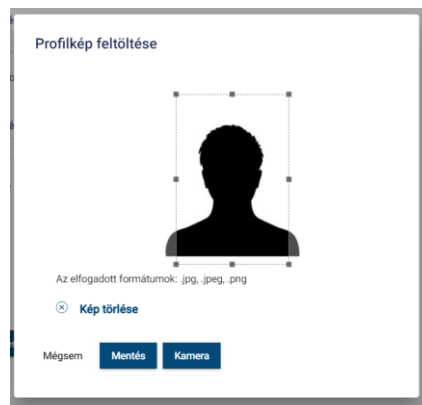 Profilkép feltöltése
Az elfogadott formátumok: .jpg, .jpeg, .png
Kép törlése
Mégsem Mentés Kamera